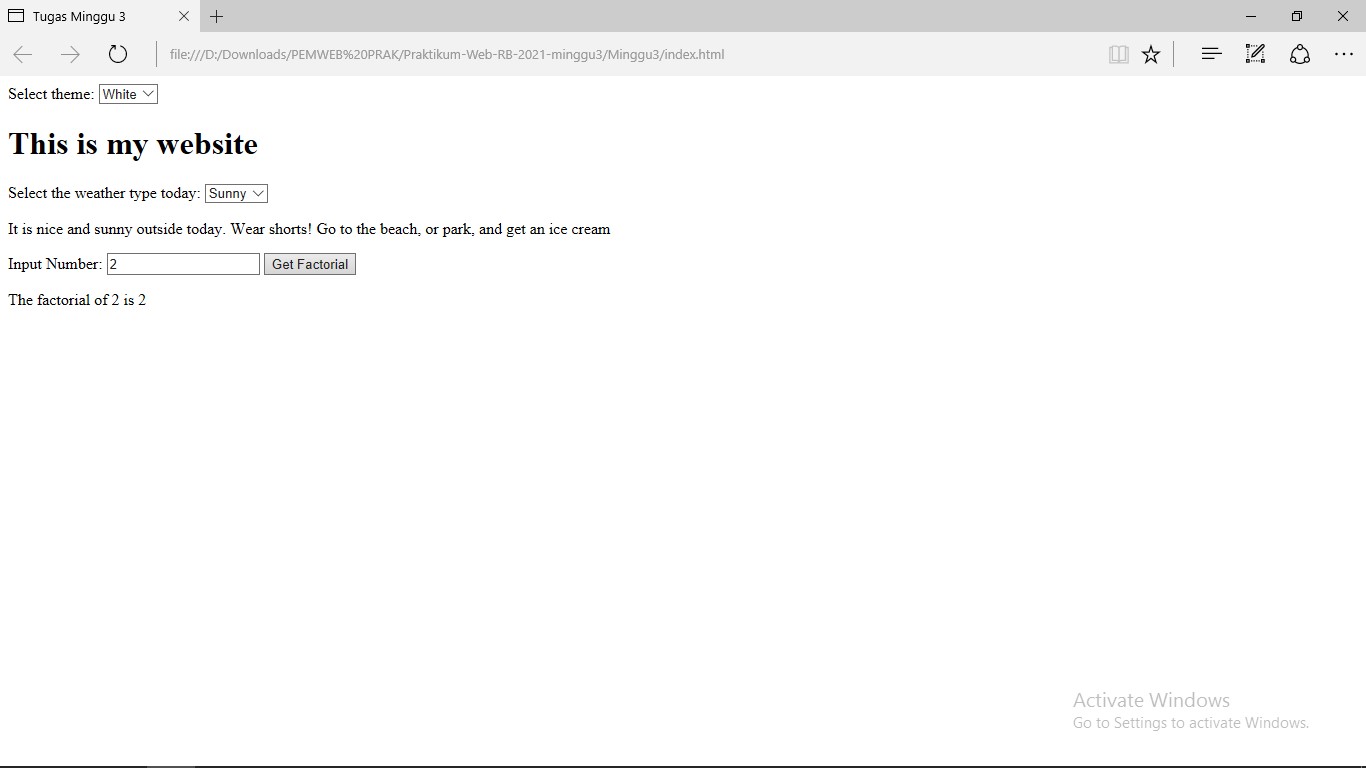 Tugas Minggu 3
file:///D:/Downloads/PEMWEB%20PRAK/Praktikum-Web-RB-2021-minggu3/Minggu3/index.html
Select theme: White
This is my website
Select the weather type today: Sunny
It is nice and sunny outside today. Wear shorts! Go to the beach, or park, and get an ice cream
Input Number: 2 Get Factorial
The factorial of 2 is 2
Activate Windows
Go to Settings to activate Windows.